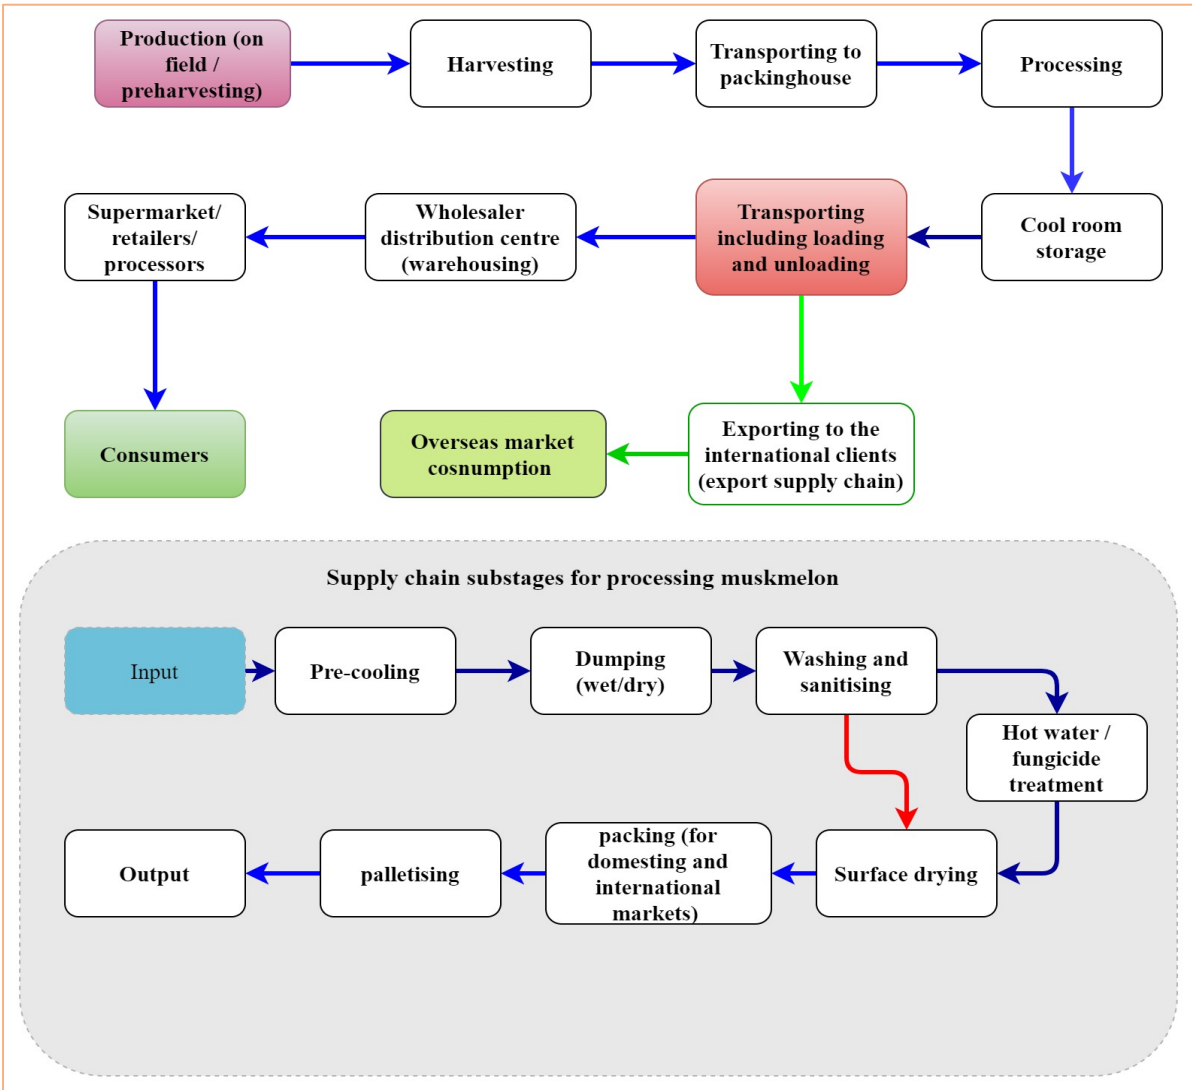 Production (on
field /
preharvesting)
Harvesting
Transporting to
packinghouse
Processing
Supermarket/
retailers/
processors
Wholesaler
distribution centre
(warehousing)
Transporting
including loading
and unloading
Cool room
storage
Consumers
Overseas market
cosnumption
Exporting to the
international clients
(export supply chain)
Supply chain substages for processing muskmelon
Input
Pre-cooling
Dumping
(wet/dry)
Washing and
sanitising
Hot water /
fungicide
treatment
Output
palletising
packing (for
domesting and
international
markets)
Surface drying